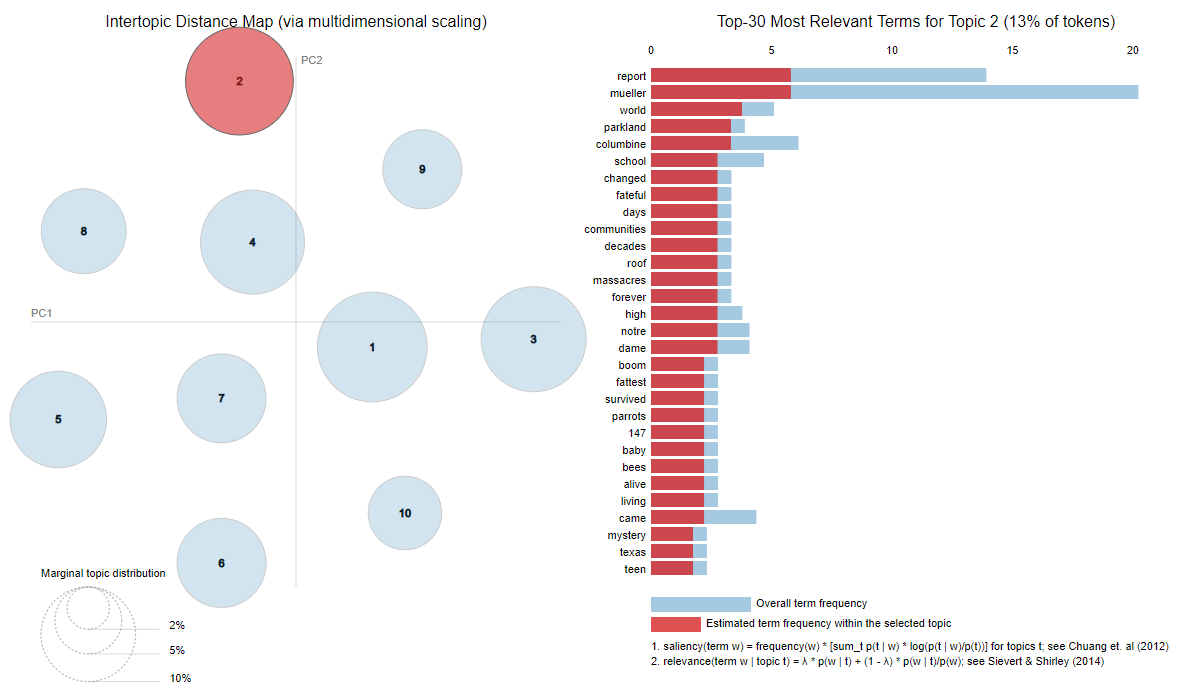 Intertopic Distance Map (via multidimensional scaling)
PC2
PC1
2
9
8
4
1
3
7
5
10
6
Marginal topic distribution
2%
5%
10%
Top-30 Most Relevant Terms for Topic 2 (13% of tokens)
0 5 10 15 20
report
mueller
world
parkland
columbine
school
changed
fateful
days
communities
decades
roof
massacres
forever
high
notre
dame
boom
fattest
survived
parrots
147
baby
bees
alive
living
came
mystery
texas
teen
Overall term frequency
Estimated term frequency within the selected topic
1. saliency(term w) = frequency(w) * [sum_t p(t | w) * log(p(t | w)/p(t))] for topics t; see Chuang et. al (2012)
2. relevance(term w | topic t) = λ * p(w | t) + (1 - λ) * p(w | t)/p(w); see Sievert & Shirley (2014)